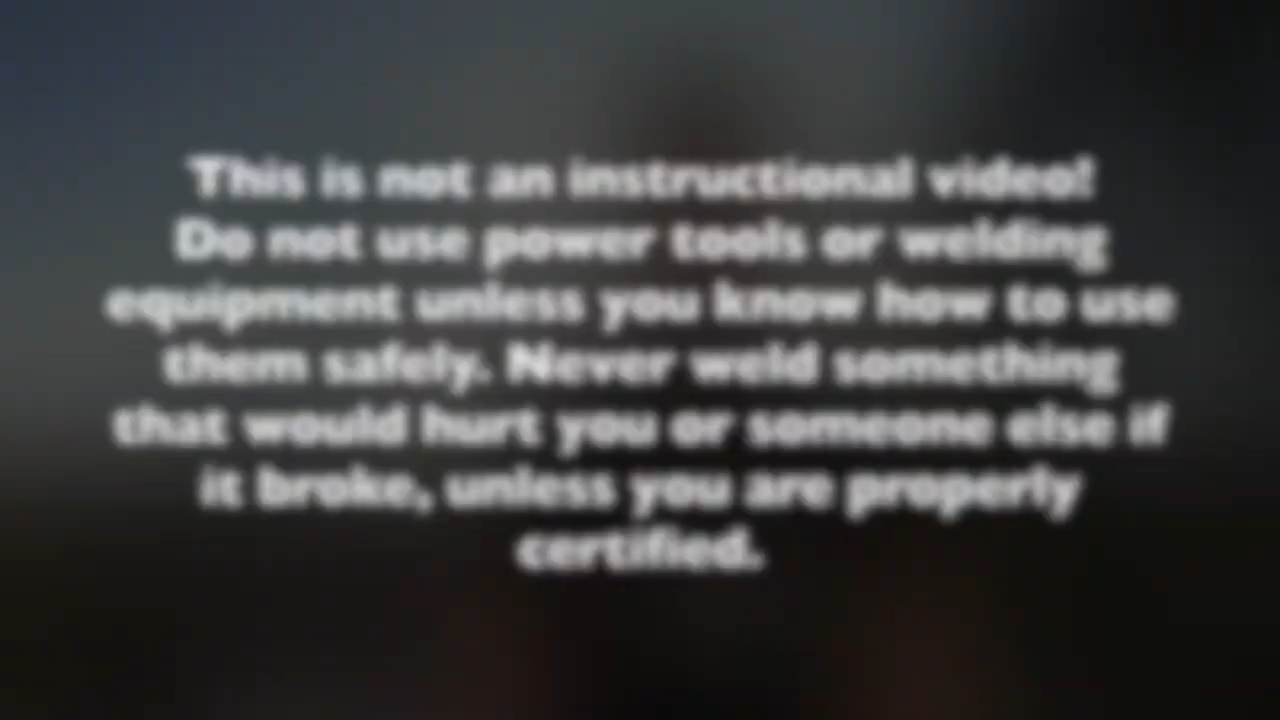 This is not an instructional video!
Do not use power tools or welding
equipment unless you know how to use
them safely. Never weld something
that would hurt you or someone else if
it broke, unless you are properly
certified.